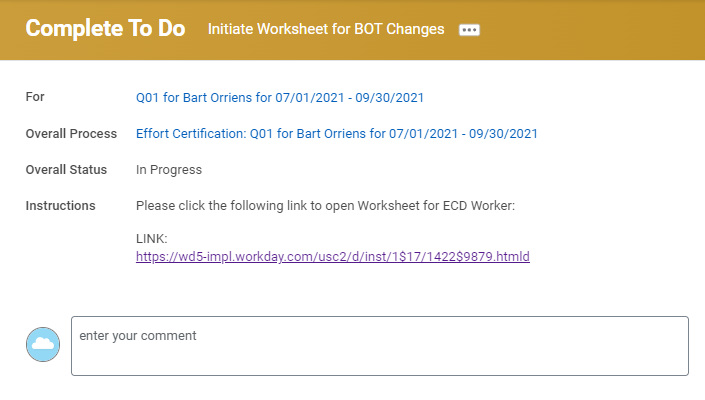 Complete To Do Initiate Worksheet for BOT Changes
For Q01 for Bart Orriens for 07/01/2021 - 09/30/2021
Overall Process Effort Certification: Q01 for Bart Orriens for 07/01/2021 - 09/30/2021
Overall Status In Progress
Instructions Please click the following link to open Worksheet for ECD Worker:
LINK:
https://wd5-impl.workday.com/usc2/d/inst/1$17/1422$9879.htmld
enter your comment